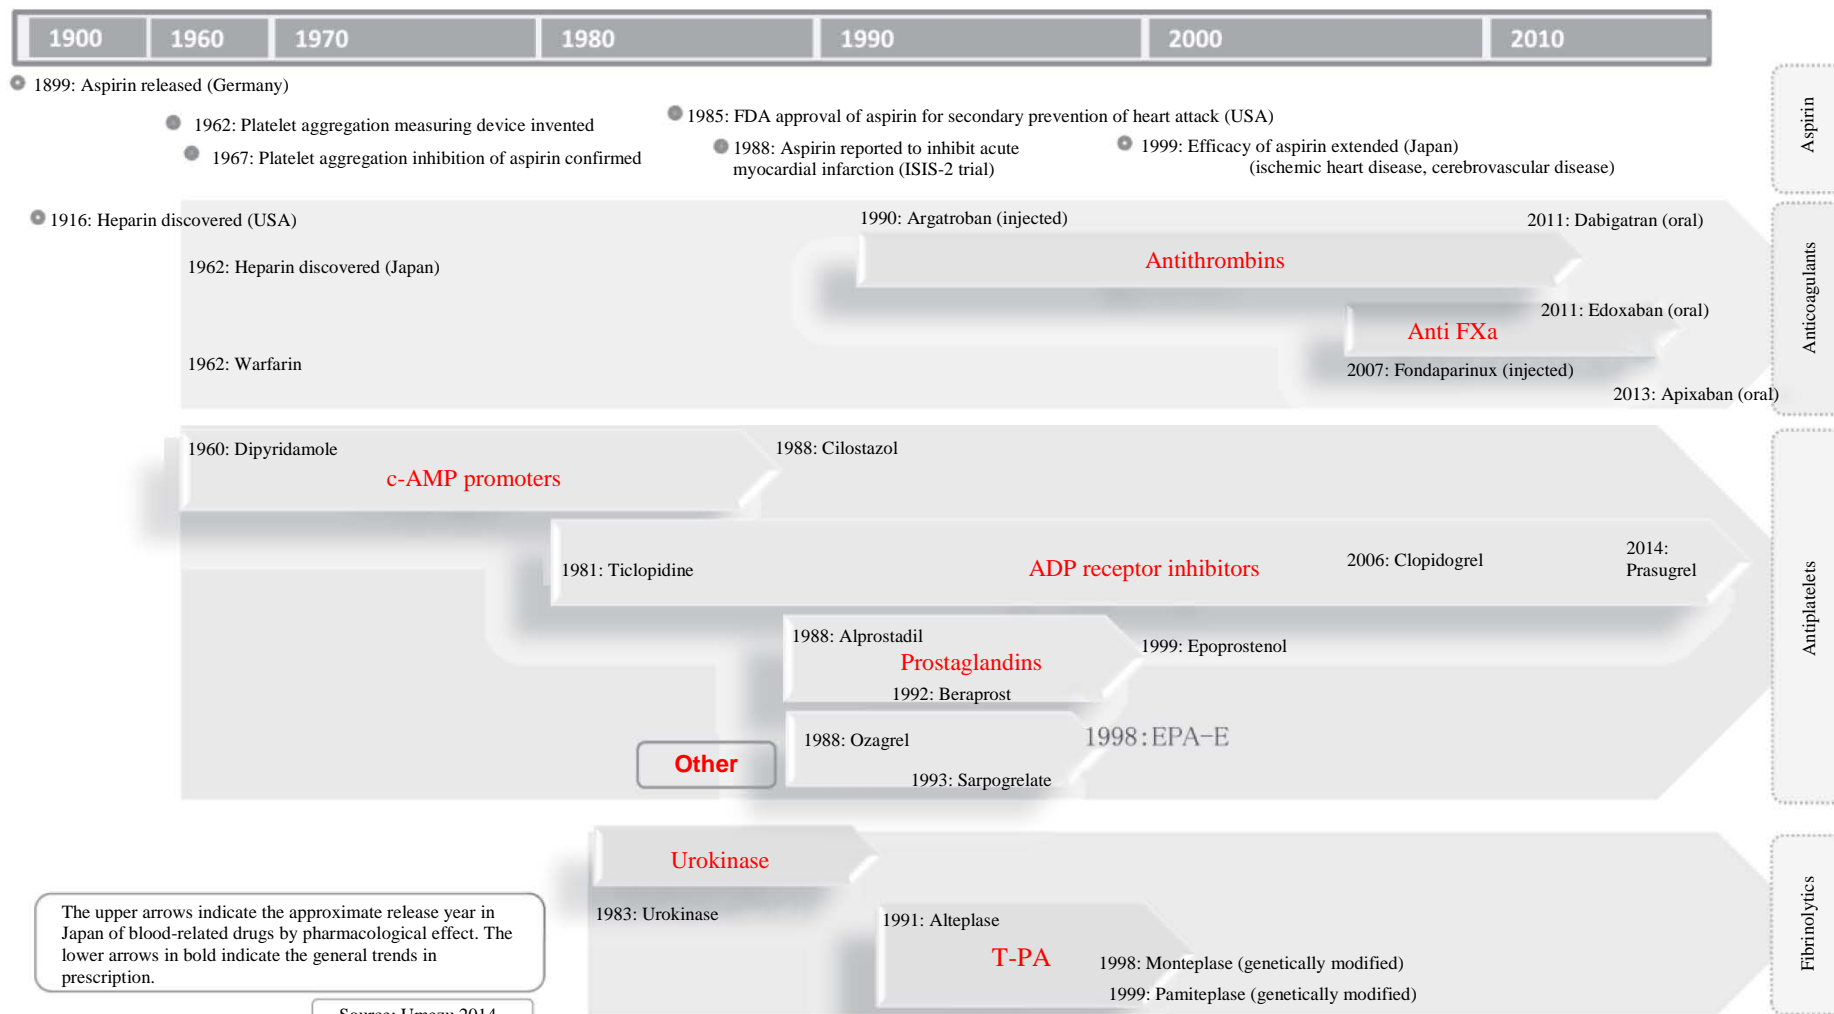 1900
1960
1970
1980
1990
2000
2010
1899: Aspirin released (Germany)
1962: Platelet aggregation measuring device invented
1967: Platelet aggregation inhibition of aspirin confirmed
1985: FDA approval of aspirin for secondary prevention of heart attack (USA)
1988: Aspirin reported to inhibit acute
myocardial infarction (ISIS-2 trial)
1999: Efficacy of aspirin extended (Japan)
(ischemic heart disease, cerebrovascular disease)
Aspirin
1916: Heparin discovered (USA)
1962: Heparin discovered (Japan)
1962: Warfarin
1990: Argatroban (injected)
Antithrombins
2011: Dabigatran (oral)
2011: Edoxaban (oral)
Anti FXa
2007: Fondaparinux (injected)
2013: Apixaban (oral)
Anticoagulants
1960: Dipyridamole
c-AMP promoters
1988: Cilostazol
1981: Ticlopidine
ADP receptor inhibitors
2006: Clopidogrel
2014:
Prasugrel
1988: Alprostadil
Prostaglandins
1992: Beraprost
1999: Epoprostenol
Other
1988: Ozagrel
1993: Sarpogrelate
1998:EPA-E
Antiplatelets
Urokinase
1983: Urokinase
1991: Alteplase
T-PA
1998: Monteplase (genetically modified)
1999: Pamiteplase (genetically modified)
Fibrinolytics
The upper arrows indicate the approximate release year in
Japan of blood-related drugs by pharmacological effect. The
lower arrows in bold indicate the general trends in
prescription.
Source: Umezu 2014